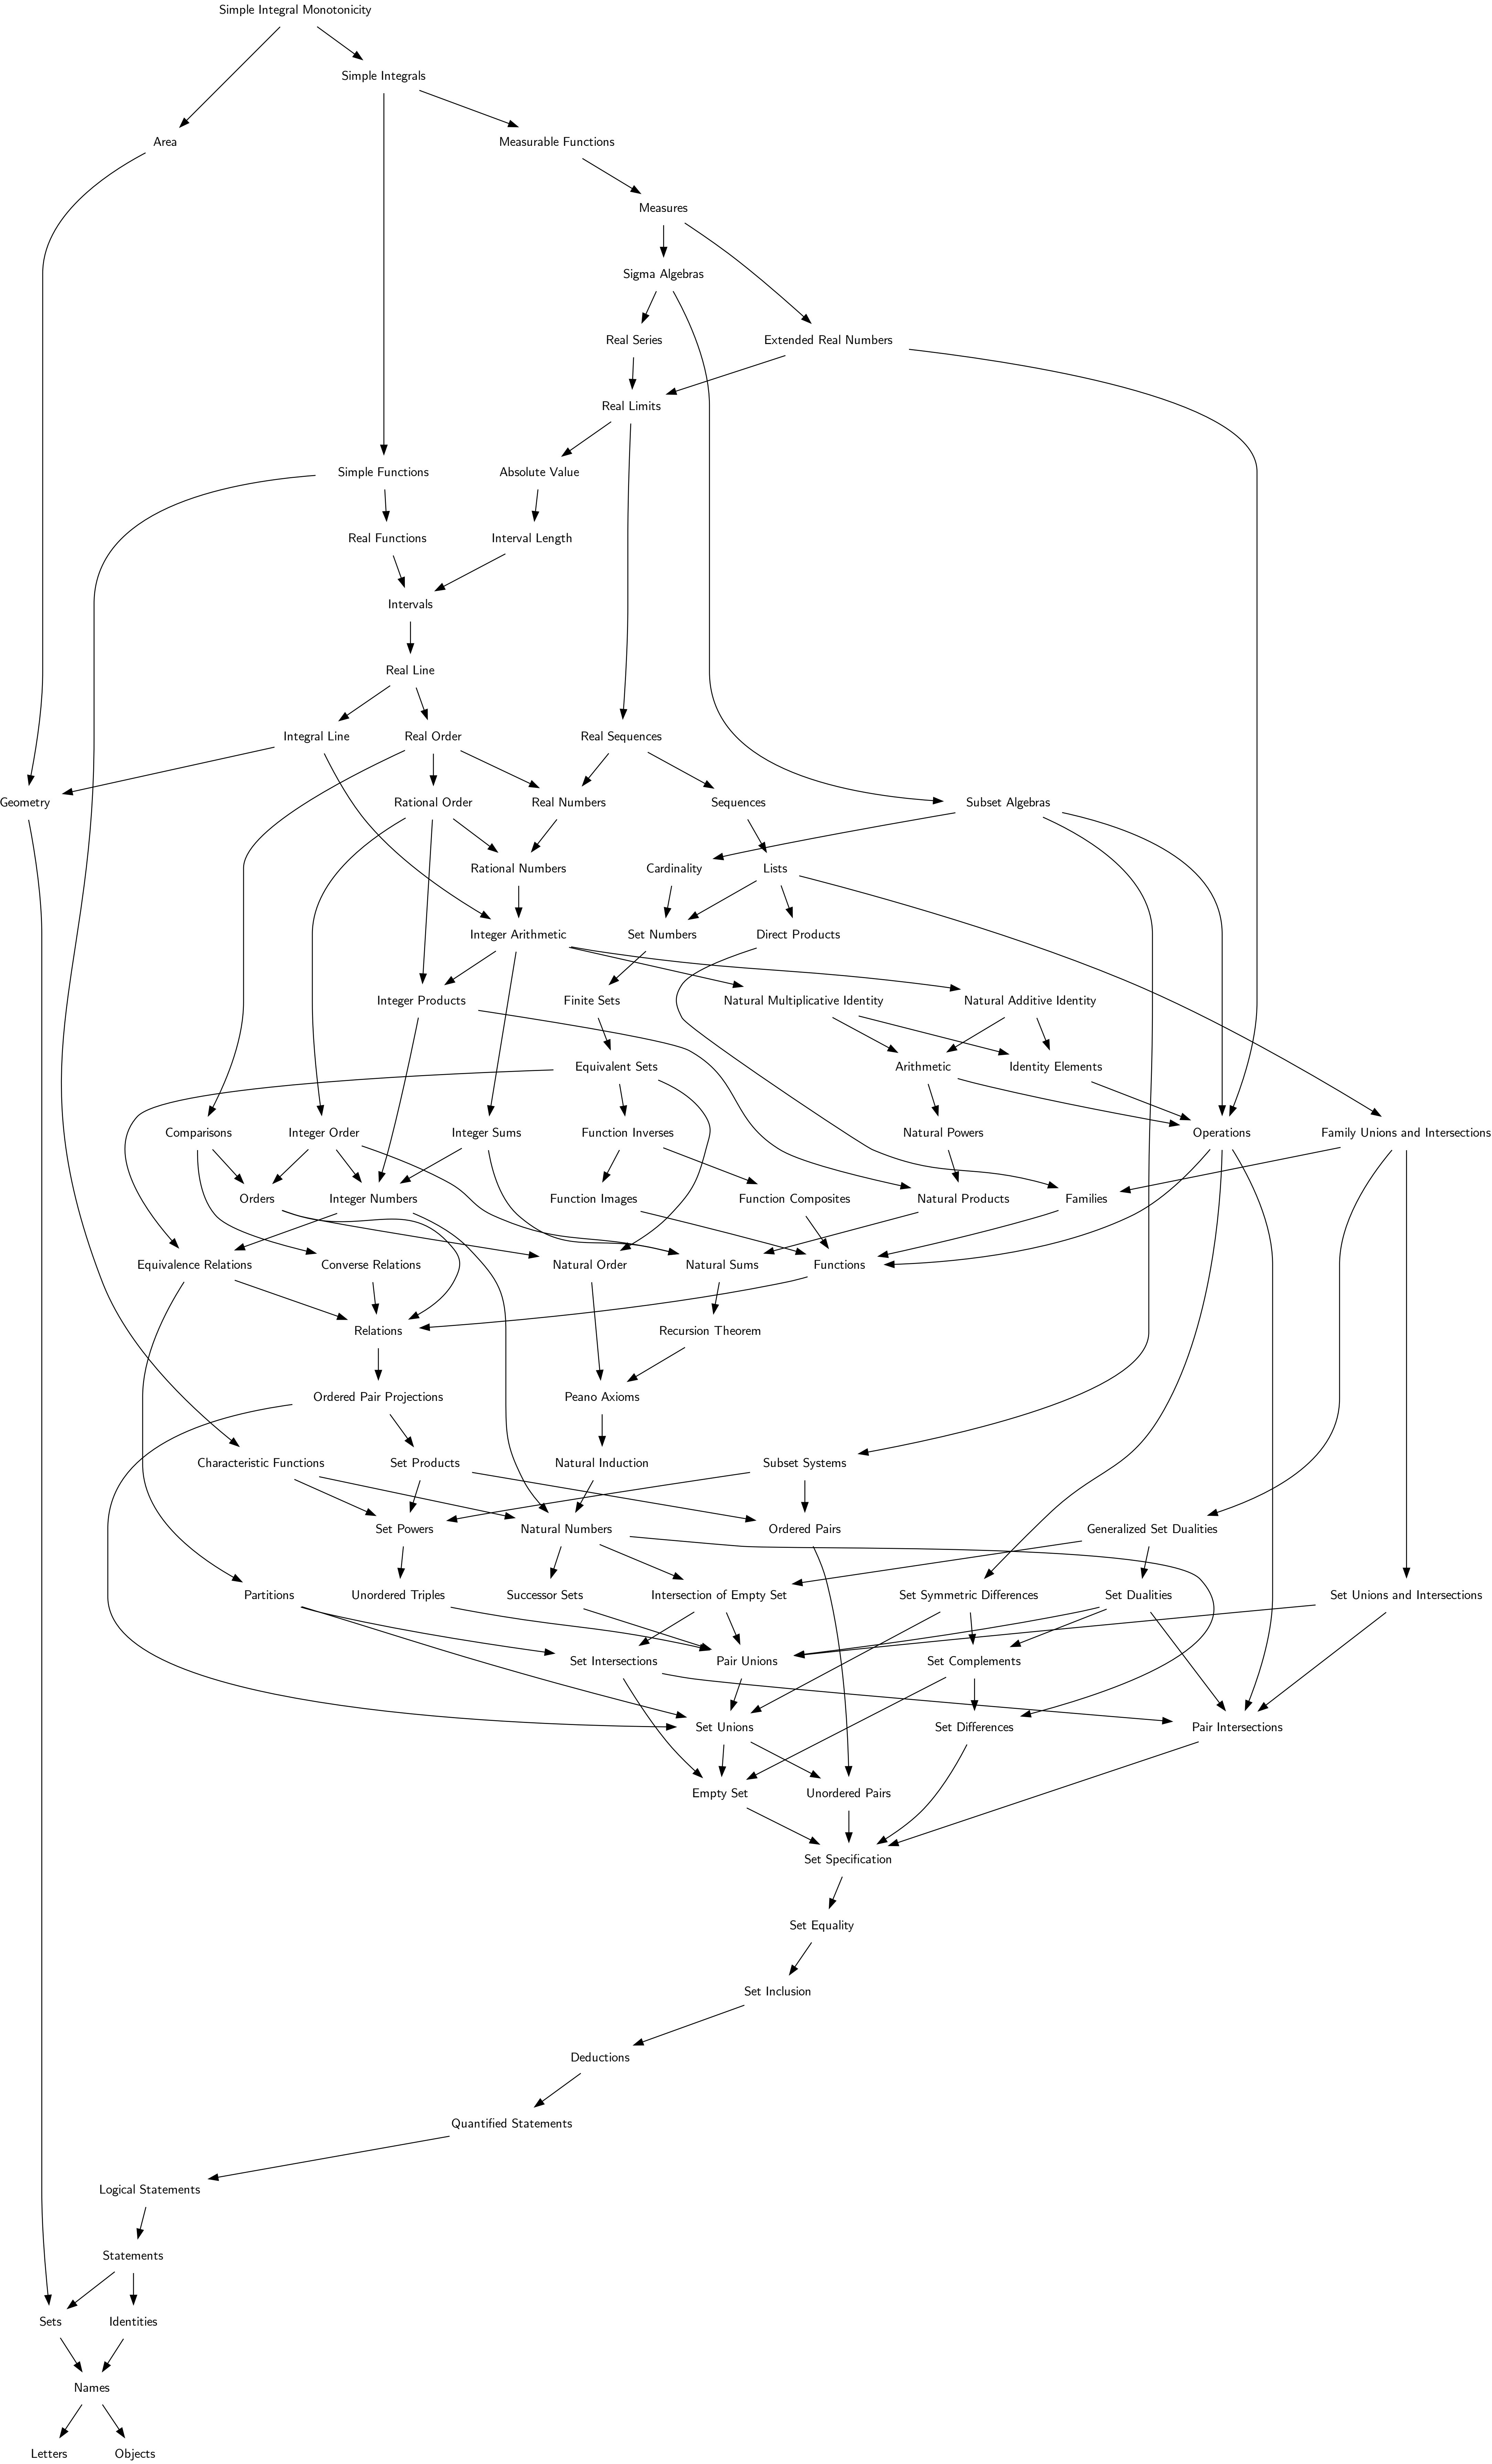 Simple Integral Monotonicity
Simple Integrals
Area
Measurable Functions
Measures
Sigma Algebras
Real Series
Extended Real Numbers
Real Limits
Simple Functions
Absolute Value
Real Functions
Interval Length
Intervals
Real Line
Integral Line
Real Order
Real Sequences
Geometry
Rational Order
Real Numbers
Sequences
Subset Algebras
Rational Numbers
Cardinality
Lists
Integer Arithmetic
Set Numbers
Direct Products
Integer Products
Finite Sets
Natural Multiplicative Identity
Natural Additive Identity
Equivalent Sets
Arithmetic
Identity Elements
Comparisons
Integer Order
Integer Sums
Function Inverses
Natural Powers
Operations
Family Unions and Intersections
Orders
Integer Numbers
Function Images
Function Composites
Natural Products
Families
Equivalence Relations
Converse Relations
Natural Order
Natural Sums
Functions
Relations
Recursion Theorem
Ordered Pair Projections
Peano Axioms
Characteristic Functions
Set Products
Natural Induction
Subset Systems
Set Powers
Natural Numbers
Ordered Pairs
Generalized Set Dualities
Partitions
Unordered Triples
Successor Sets
Intersection of Empty Set
Set Symmetric Differences
Set Dualities
Set Unions and Intersections
Set Intersections
Pair Unions
Set Complements
Set Unions
Set Differences
Pair Intersections
Empty Set
Unordered Pairs
Set Specification
Set Equality
Set Inclusion
Deductions
Quantified Statements
Logical Statements
Statements
Sets
Identities
Names
Letters
Objects